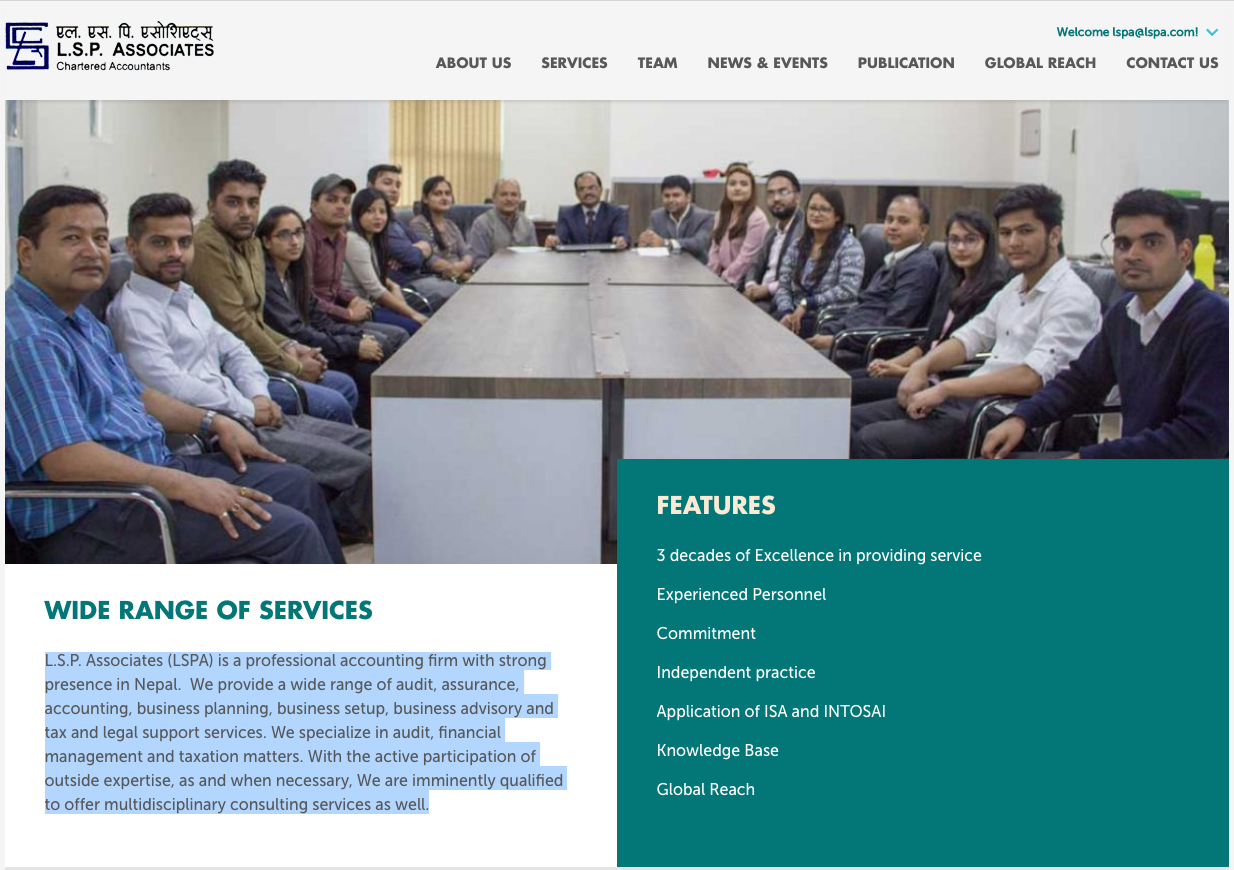 एल. एस. पि. एसोशिएट्स्
L.S.P. ASSOCIATES
Chartered Accountants
Welcome lspa@lspa.com!
ABOUT US SERVICES TEAM NEWS & EVENTS PUBLICATION GLOBAL REACH CONTACT US
WIDE RANGE OF SERVICES
L.S.P. Associates (LSPA) is a professional accounting firm with strong
presence in Nepal.  We provide a wide range of audit, assurance,
accounting, business planning, business setup, business advisory and
tax and legal support services. We specialize in audit, financial
management and taxation matters. With the active participation of
outside expertise, as and when necessary, We are imminently qualified
to offer multidisciplinary consulting services as well.
FEATURES
3 decades of Excellence in providing service
Experienced Personnel
Commitment
Independent practice
Application of ISA and INTOSAI
Knowledge Base
Global Reach